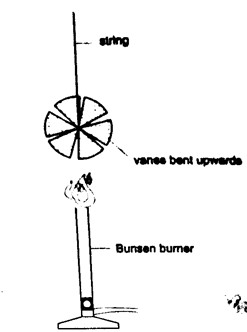 string
vanes bent upwards
Bunsen burner